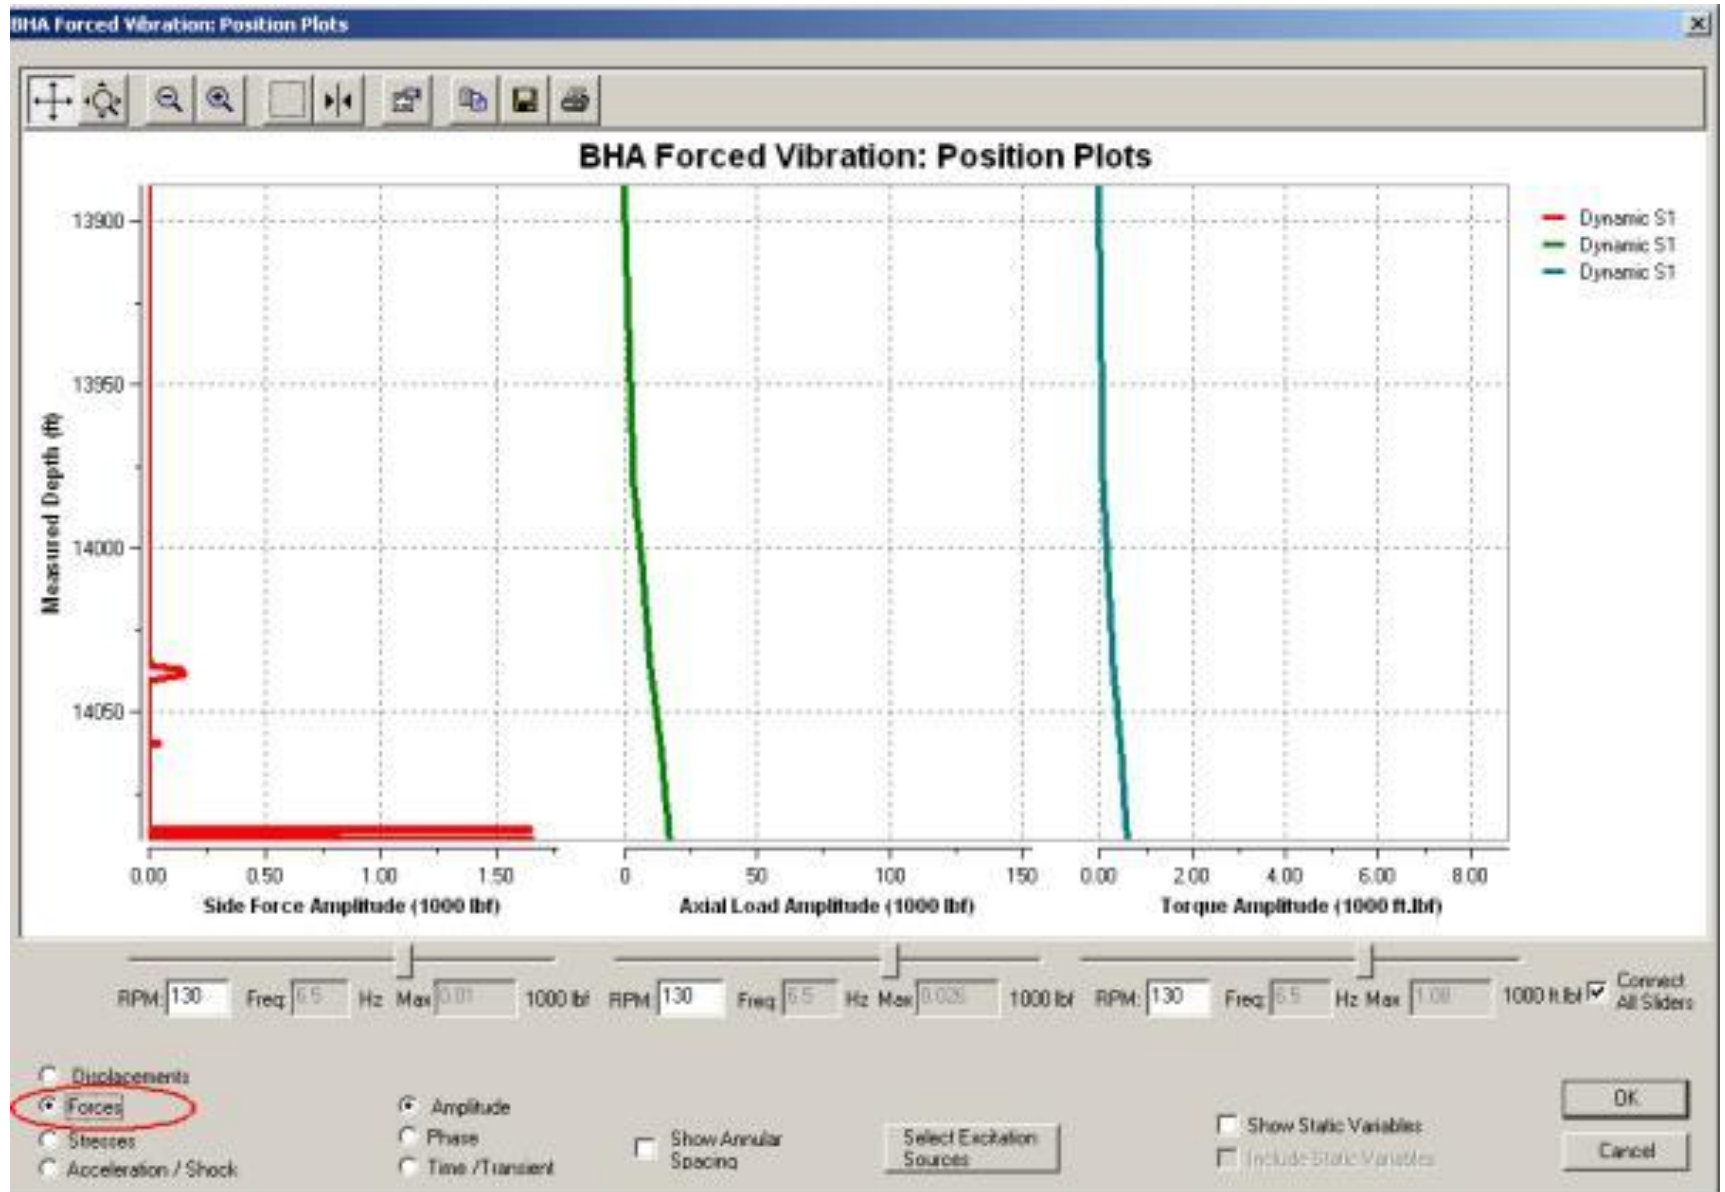 BHA Forced Vibration: Position Plots
BHA Forced Vibration: Position Plots
13900
13950
14000
14050
Measured Depth (ft)
Dynamic S1
Dynamic S1
Dynamic S1
0.00 0.50 1.00 1.50
0 50 100 150
0.00 2.00 4.00 6.00 8.00
Side Force Amplitude (1000 lbf)
Axial Load Amplitude (1000 lbf)
Torque Amplitude (1000 ft.lbf)
RPM: 130 Freq: 6.5 Hz Max 0.01 1000 lbf
RPM: 130 Freq: 6.5 Hz Max 0.026 1000 lbf
RPM: 130 Freq: 6.5 Hz Max 1.08 1000 ft.lbf
Connect
All Sliders
Displacements
Forces
Stresses
Acceleration / Shock
Amplitude
Phase
Time /Transient
Show Annular
Spacing
Select Excitation
Sources
Show Static Variables
Include Static Variables
OK
Cancel